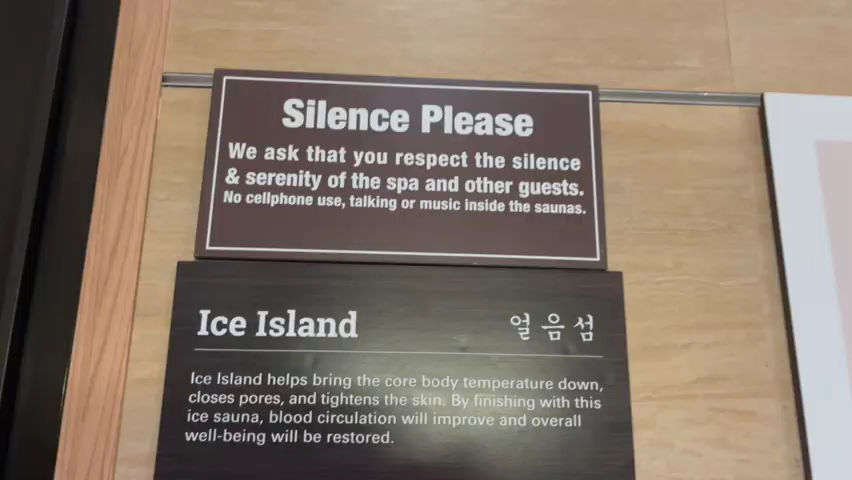 Silence Please
We ask that you respect the silence
& serenity of the spa and other guests.
No cellphone use, talking or music inside the saunas.
Ice Island
얼음섬
Ice Island helps bring the core body temperature down,
closes pores, and tightens the skin. By finishing with this
ice sauna, blood circulation will improve and overall
well-being will be restored.